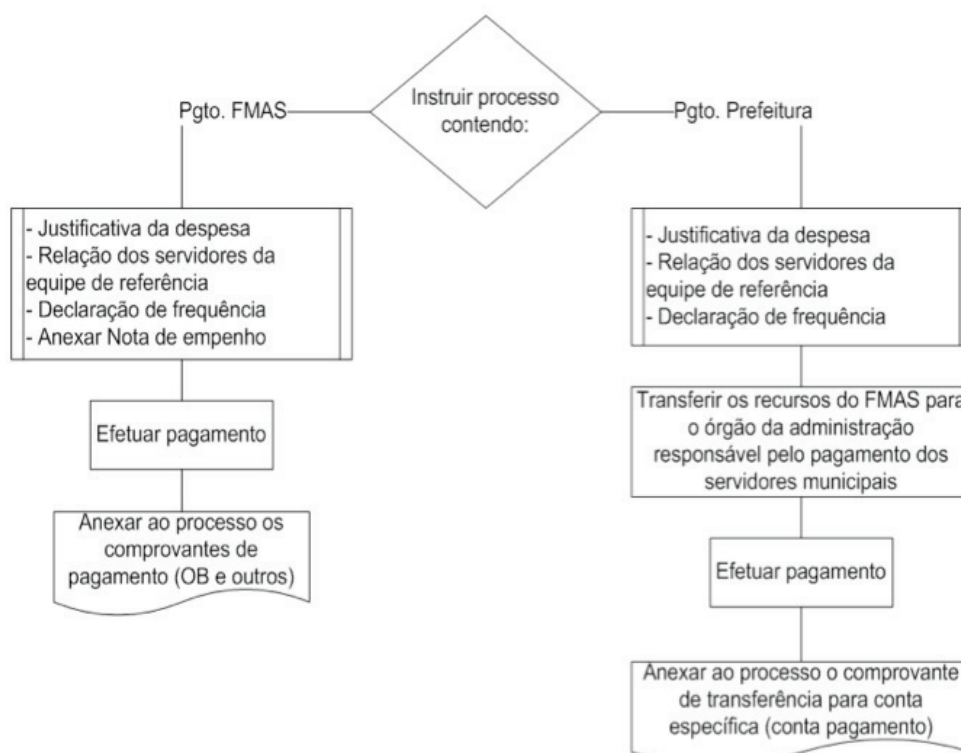 Instruir processo
contendo:
Pgto. FMAS
Pgto. Prefeitura
- Justificativa da despesa
- Relação dos servidores da
equipe de referência
- Declaração de frequência
- Anexar Nota de empenho
Efetuar pagamento
Anexar ao processo os
comprovantes de
pagamento (OB e outros)
- Justificativa da despesa
- Relação dos servidores da
equipe de referência
- Declaração de frequência
Transferir os recursos do FMAS para
o órgão da administração
responsável pelo pagamento dos
servidores municipais
Efetuar pagamento
Anexar ao processo o comprovante
de transferência para conta
específica (conta pagamento)